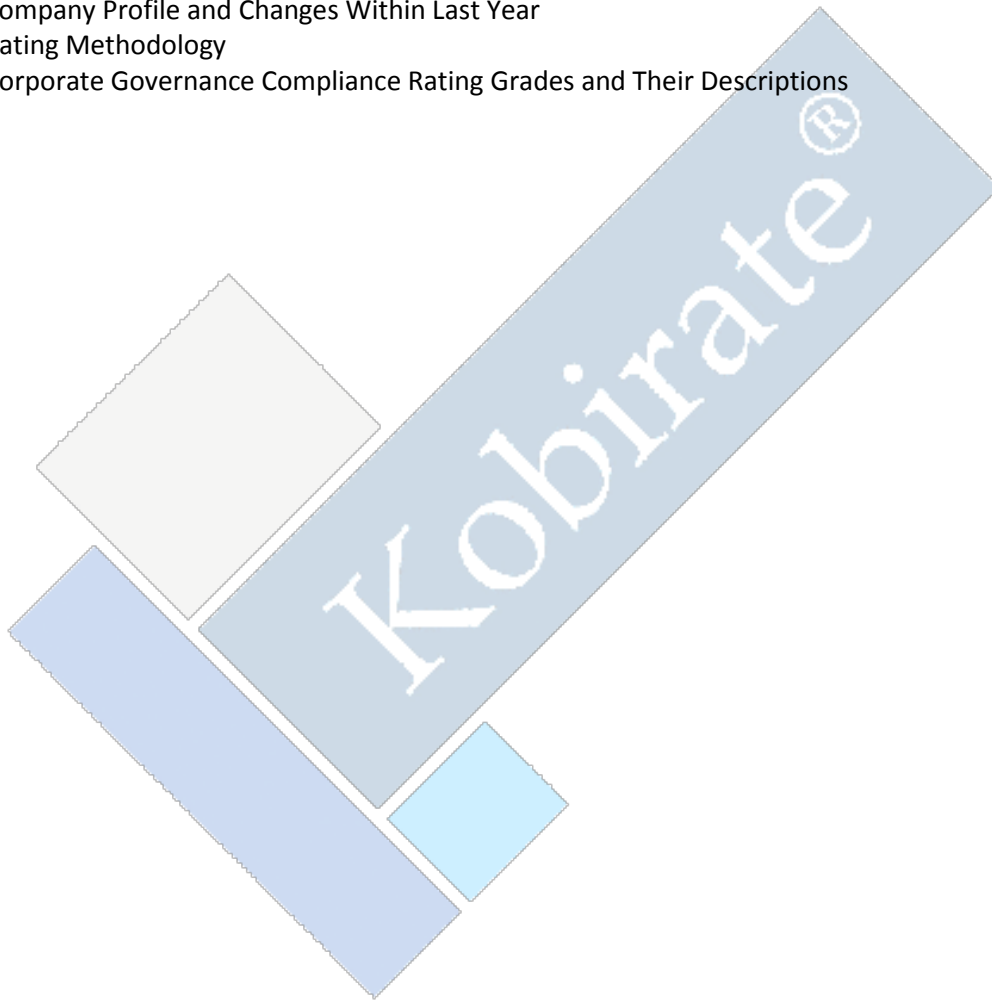 ompany Profile and Changes Within Last Year
ating Methodology
orporate Governance Compliance Rating Grades and Their Descriptions
Kobirate ®